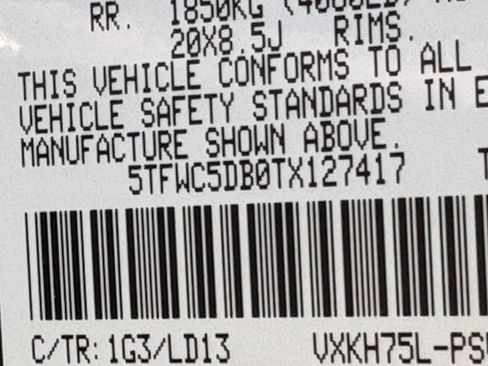 RR. 1850KG
20X8.5J RIMS.
THIS VEHICLE CONFORMS TO ALL
VEHICLE SAFETY STANDARDS IN E
MANUFACTURE SHOWN ABOVE.
5TFWC5DB0TX127417 T
C/TR:1G3/LD13 VXKH75L-PS